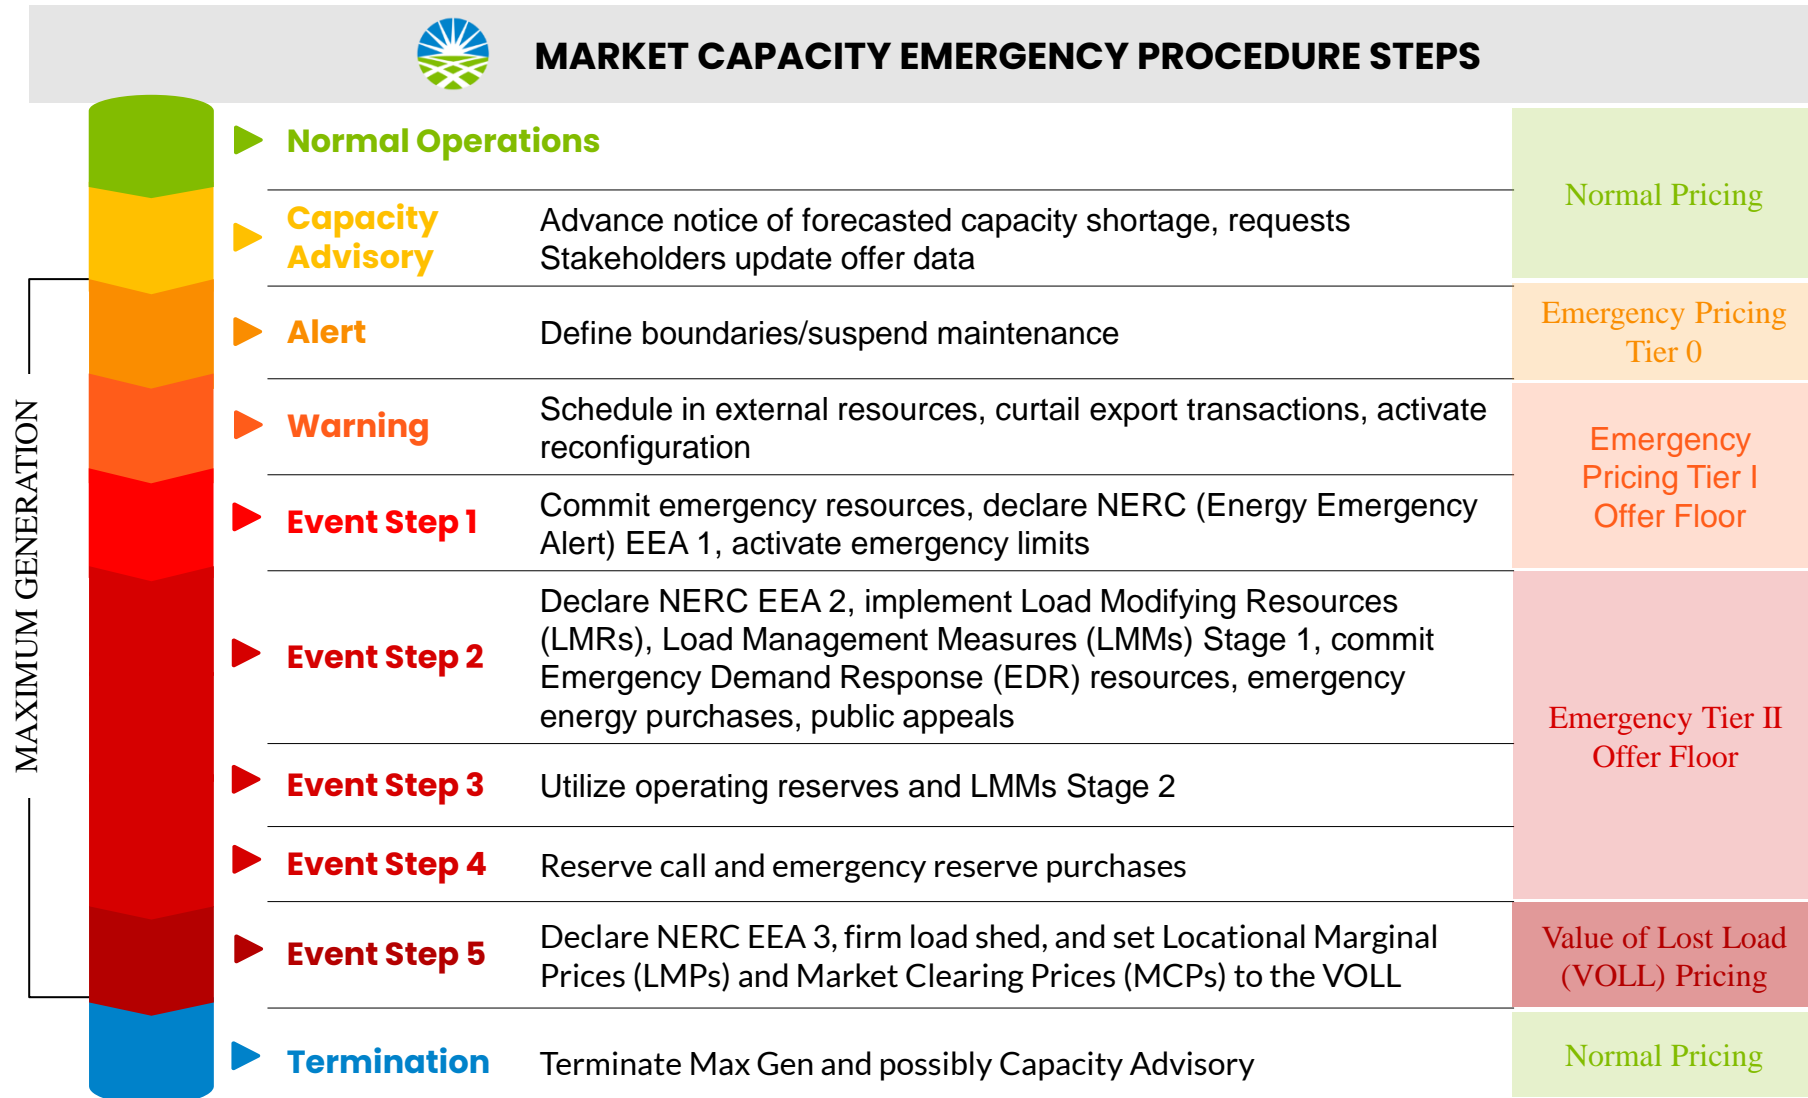 MARKET CAPACITY EMERGENCY PROCEDURE STEPS
MAXIMUM GENERATION
Normal Operations
Normal Pricing
Capacity
Advisory
Advance notice of forecasted capacity shortage, requests
Stakeholders update offer data
Alert
Define boundaries/suspend maintenance
Emergency Pricing
Tier 0
Warning
Schedule in external resources, curtail export transactions, activate
reconfiguration
Emergency
Pricing Tier I
Offer Floor
Event Step 1
Commit emergency resources, declare NERC (Energy Emergency
Alert) EEA 1, activate emergency limits
Event Step 2
Declare NERC EEA 2, implement Load Modifying Resources
(LMRs), Load Management Measures (LMMs) Stage 1, commit
Emergency Demand Response (EDR) resources, emergency
energy purchases, public appeals
Emergency Tier II
Offer Floor
Event Step 3
Utilize operating reserves and LMMs Stage 2
Event Step 4
Reserve call and emergency reserve purchases
Event Step 5
Declare NERC EEA 3, firm load shed, and set Locational Marginal
Prices (LMPs) and Market Clearing Prices (MCPs) to the VOLL
Value of Lost Load
(VOLL) Pricing
Termination
Terminate Max Gen and possibly Capacity Advisory
Normal Pricing